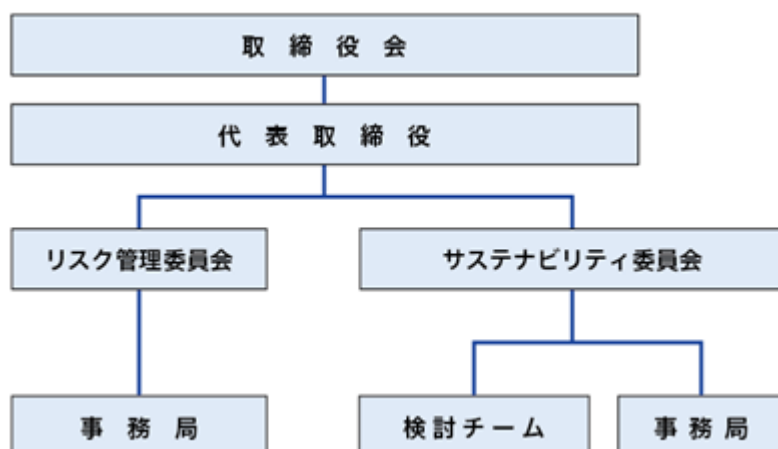 取締役会
代表取締役
リスク管理委員会
サステナビリティ委員会
事務局
検討チーム
事務局